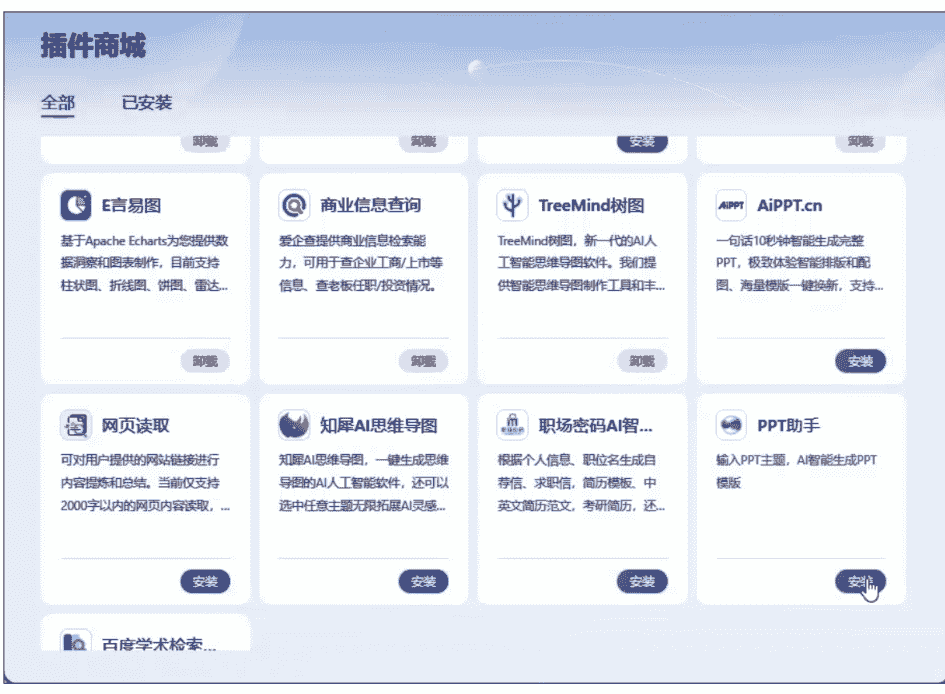 插件商城
全部 已安装
卸载 卸载 安装 卸载
E言易图
基于Apache Echarts为您提供数
据洞察和图表制作，目前支持
柱状图、折线图、饼图、雷达...
卸载
商业信息查询
爱企查提供商业信息检索能
力，可用于查企业工商/上市等
信息、查老板任职/投资情况。
卸载
TreeMind树图
TreeMind树图，新一代的AI人
工智能思维导图软件。我们提
供智能思维导图制作工具和丰...
卸载
AiPPT
AiPPT.cn
一句话10秒钟智能生成完整
PPT，极致体验智能排版和配
图、海量模版一键换新，支持...
安装
网页读取
可对用户提供的网站链接进行
内容提炼和总结。当前仅支持
2000字以内的网页内容读取，...
安装
知犀AI思维导图
知犀AI思维导图，一键生成思维
导图的AI人工智能软件，还可以
选中任意主题无限拓展AI灵感...
安装
职场密码AI智...
根据个人信息、职位名生成自
荐信、求职信，简历模板、中
英文简历范文，考研简历，还...
安装
PPT助手
输入PPT主题，AI智能生成PPT
模版
安装
百度学术检索...